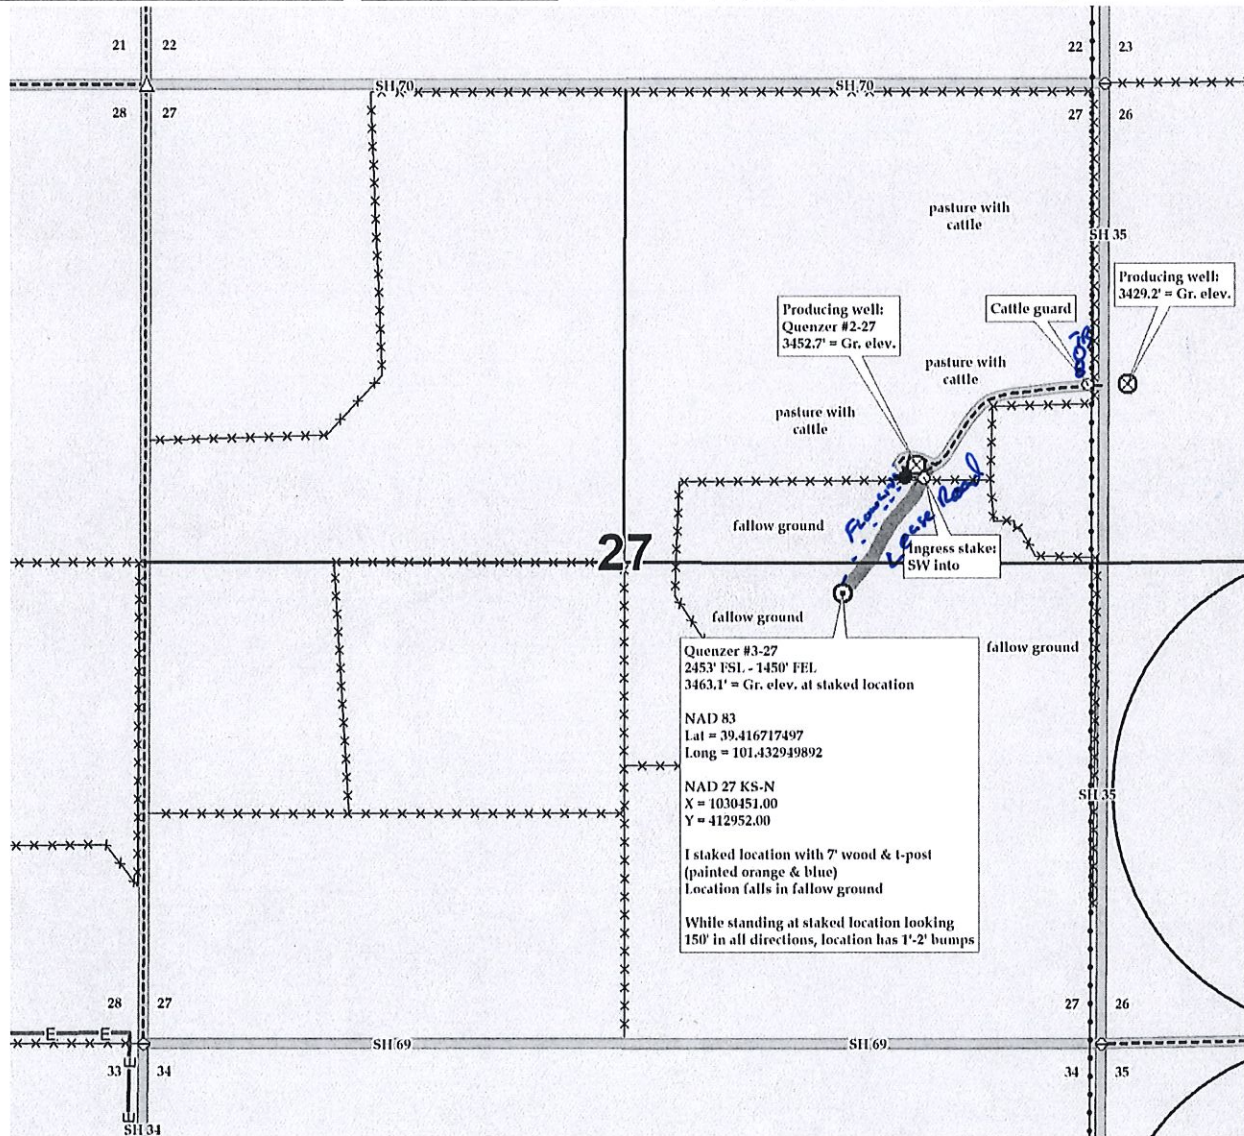 21 22
22 23
SH 70
SH 70
28 27
27 26
pasture with
cattle
SH 35
Producing well:
3429.2' = Gr. elev.
Producing well:
Quenzer #2-27
3452.7' = Gr. elev.
Cattle guard
pasture with
cattle
pasture with
cattle
Lease Road
fallow ground
Ingress stake:
SW into
27
fallow ground
fallow ground
Quenzer #3-27
2453' FSL - 1450' FEL
3463.1' = Gr. elev. at staked location
NAD 83
Lat = 39.416717497
Long = 101.432949892
NAD 27 KS-N
X = 1030451.00
Y = 412952.00
I staked location with 7' wood & t-post
(painted orange & blue)
Location falls in fallow ground
While standing at staked location looking
150' in all directions, location has 1'-2' bumps
SH 35
28 27
27 26
E E
SH 69
SH 69
33 34
34 35
E
E
SH 34